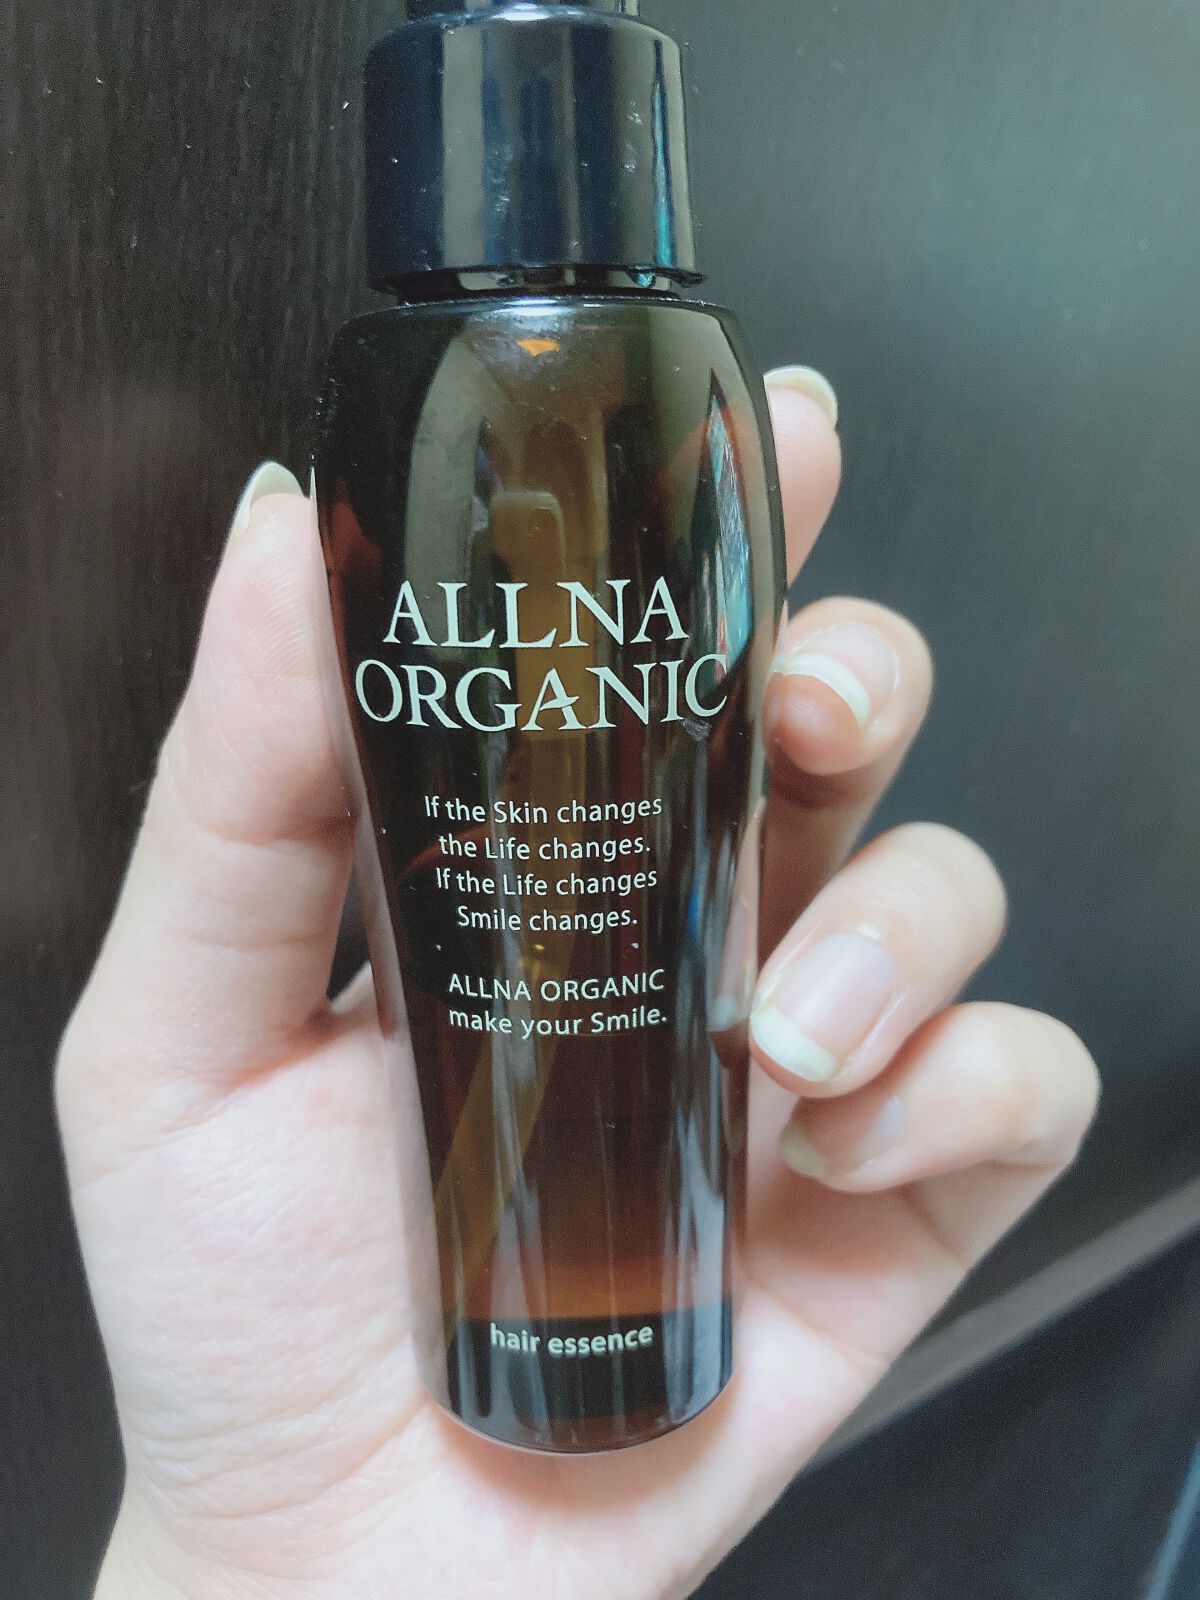 ALLNA
ORGANIC
If the Skin changes
the Life changes.
If the Life changes
Smile changes.
ALLNA ORGANIC
make your Smile.
hair essence